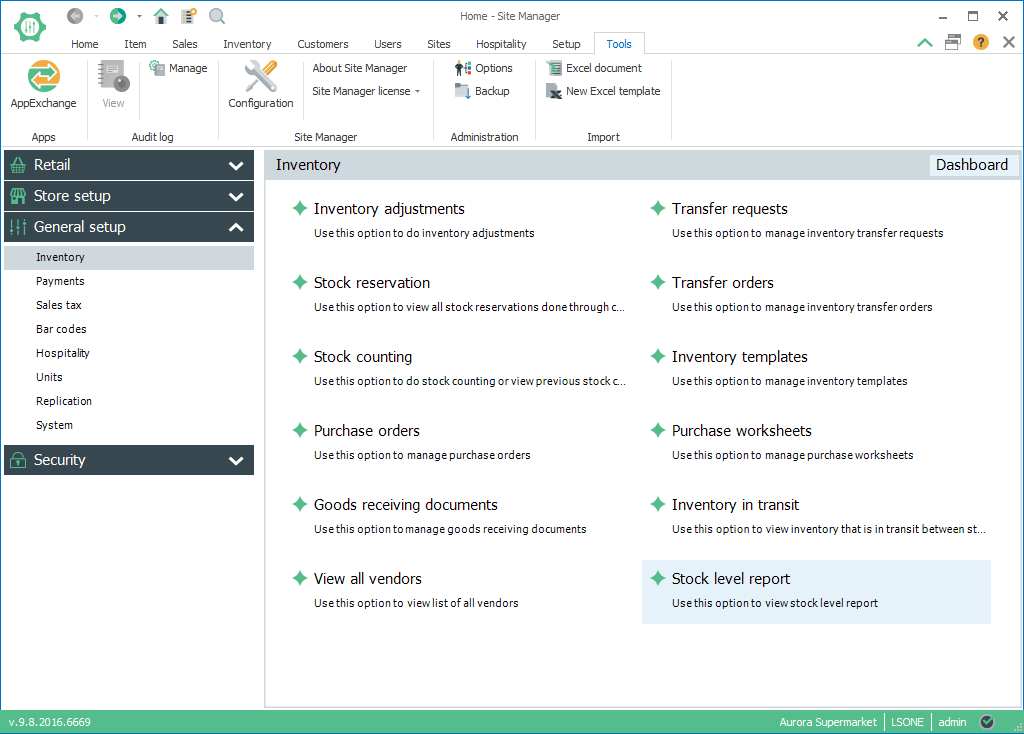 Home - Site Manager
Home Item Sales Inventory Customers Users Sites Hospitality Setup Tools
AppExchange
Apps
View
Manage
Audit log
Configuration
About Site Manager
Site Manager license
Site Manager
Options
Backup
Administration
Excel document
New Excel template
Import
Retail
Store setup
General setup
Inventory
Payments
Sales tax
Bar codes
Hospitality
Units
Replication
System
Security
Inventory
Dashboard
Inventory adjustments
Use this option to do inventory adjustments
Transfer requests
Use this option to manage inventory transfer requests
Stock reservation
Use this option to view all stock reservations done through c...
Transfer orders
Use this option to manage inventory transfer orders
Stock counting
Use this option to do stock counting or view previous stock c...
Inventory templates
Use this option to manage inventory templates
Purchase orders
Use this option to manage purchase orders
Purchase worksheets
Use this option to manage purchase worksheets
Goods receiving documents
Use this option to manage goods receiving documents
Inventory in transit
Use this option to view inventory that is in transit between st...
View all vendors
Use this option to view list of all vendors
Stock level report
Use this option to view stock level report
v.9.8.2016.6669
Aurora Supermarket LSONE admin